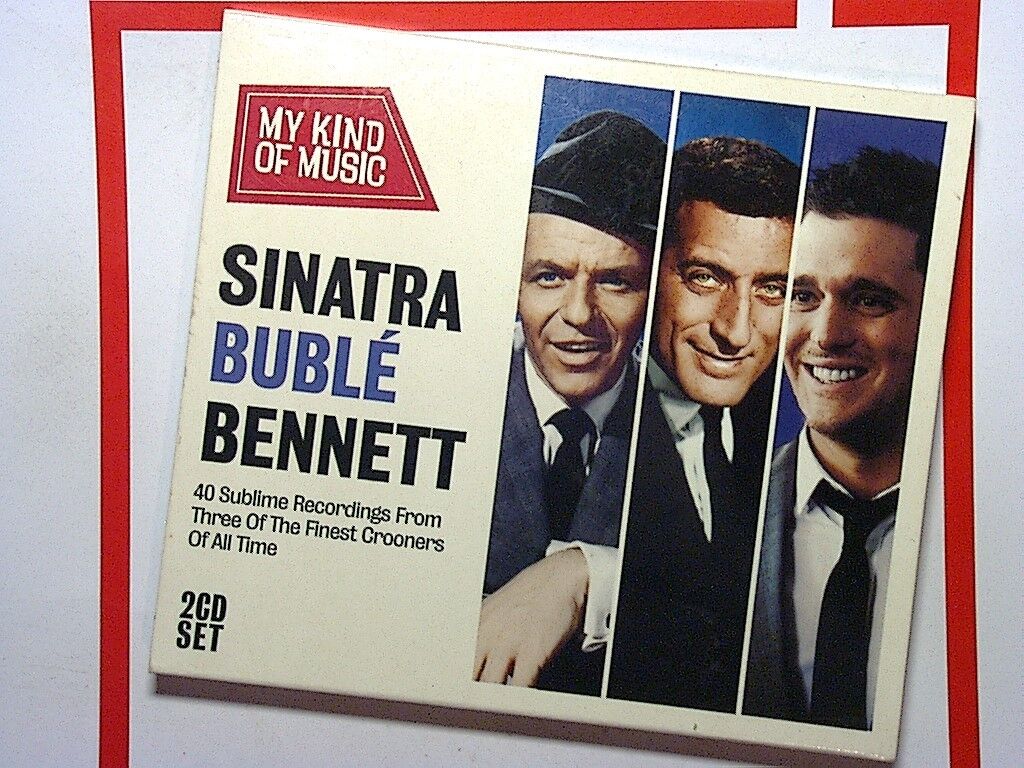 MY KIND
OF MUSIC
SINATRA
BUBLÉ
BENNETT
40 Sublime Recordings From
Three Of The Finest Crooners
Of All Time
2CD
SET